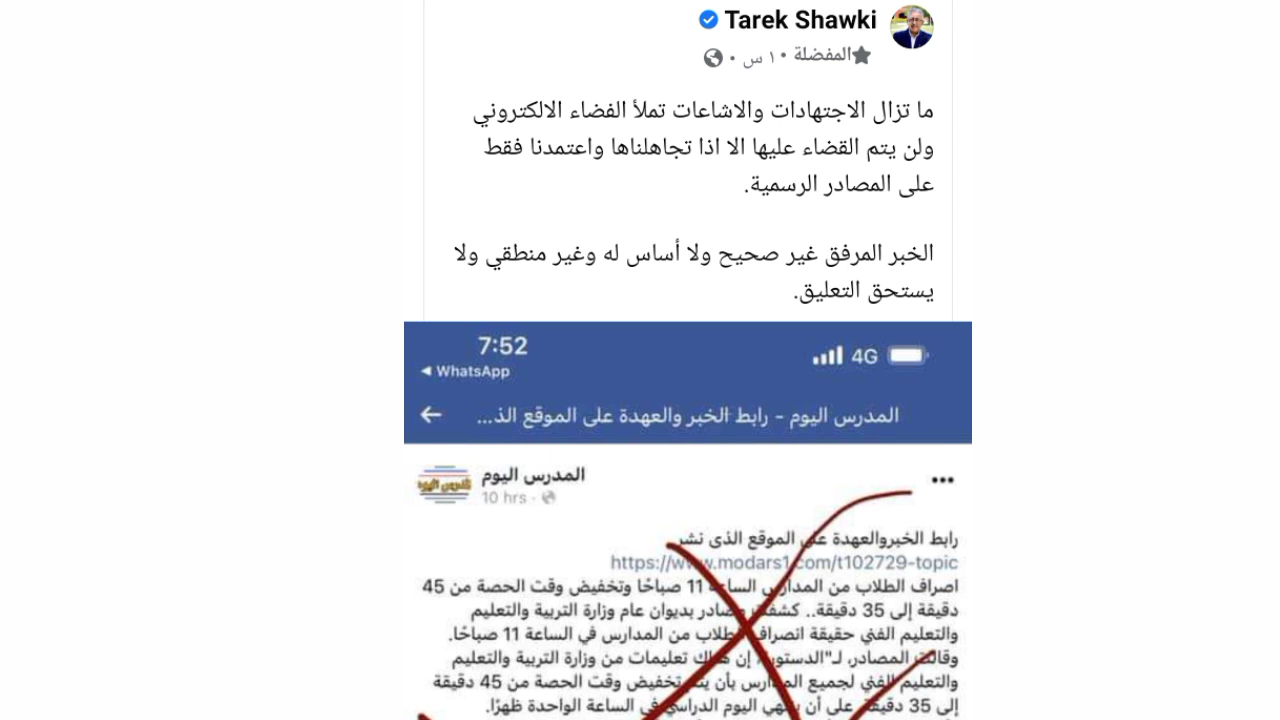 Tarek Shawki
المفضلة • ١ س •
ما تزال الاجتهادات والاشاعات تملأ الفضاء الالكتروني
ولن يتم القضاء عليها الا اذا تجاهلناها واعتمدنا فقط
على المصادر الرسمية.
الخبر المرفق غير صحيح ولا أساس له وغير منطقي ولا
يستحق التعليق.
7:52
4G
◀ WhatsApp
المدرس اليوم - رابط الخبر والعهدة على الموقع الذ...
المدرس اليوم
المدرس اليوم
10 hrs ·
رابط الخبروالعهدة على الموقع الذى نشر
https://www.modars1.com/t102729-topic
اصراف الطلاب من المدارس الساعة 11 صباحًا وتخفيض وقت الحصة من 45
دقيقة إلى 35 دقيقة.. كشفت مصادر بديوان عام وزارة التربية والتعليم
والتعليم الفني حقيقة انصراف الطلاب من المدارس في الساعة 11 صباحًا.
وقالت المصادر، لـ"الدستور"، إن هناك تعليمات من وزارة التربية والتعليم
والتعليم الفني لجميع المدارس بأن يتم تخفيض وقت الحصة من 45 دقيقة
إلى 35 دقيقة على أن ينتهي اليوم الدراسي في الساعة الواحدة ظهرًا.